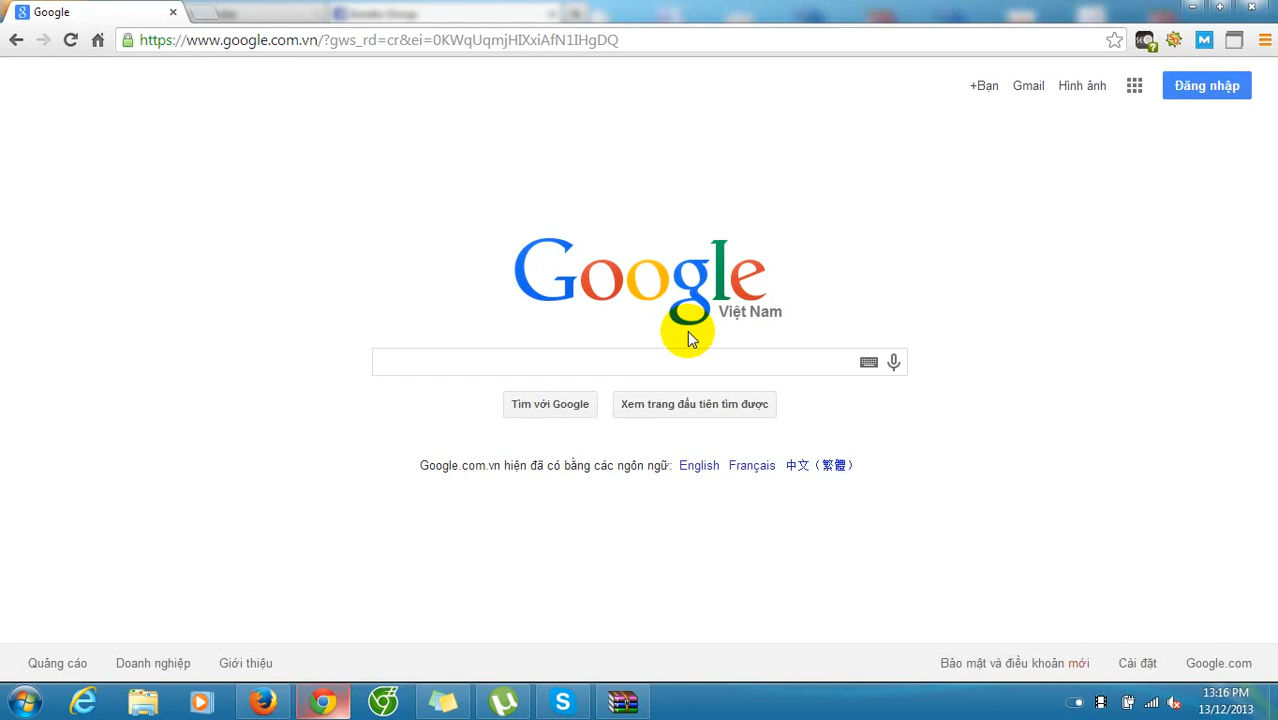 Google
https://www.google.com.vn/?gws_rd=cr&ei=0KWqUqmjHIXxiAfN1IHgDQ
+Bạn Gmail Hình ảnh Đăng nhập
Google
Việt Nam
Tìm với Google Xem trang đầu tiên tìm được
Google.com.vn hiện đã có bằng các ngôn ngữ: English Français 中文（繁體）
Quảng cáo Doanh nghiệp Giới thiệu Bảo mật và điều khoản mới Cài đặt Google.com
13:16 PM
13/12/2013